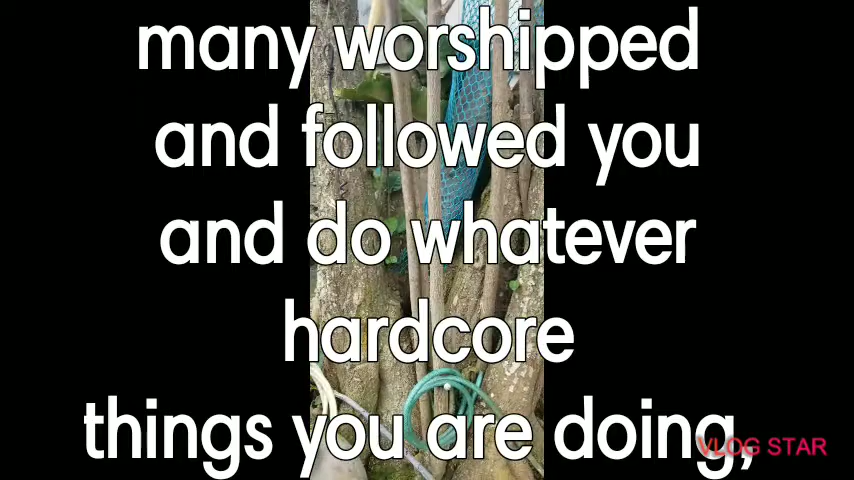 many worshipped
and followed you
and do whatever
hardcore
things you are doing,
VLOG STAR